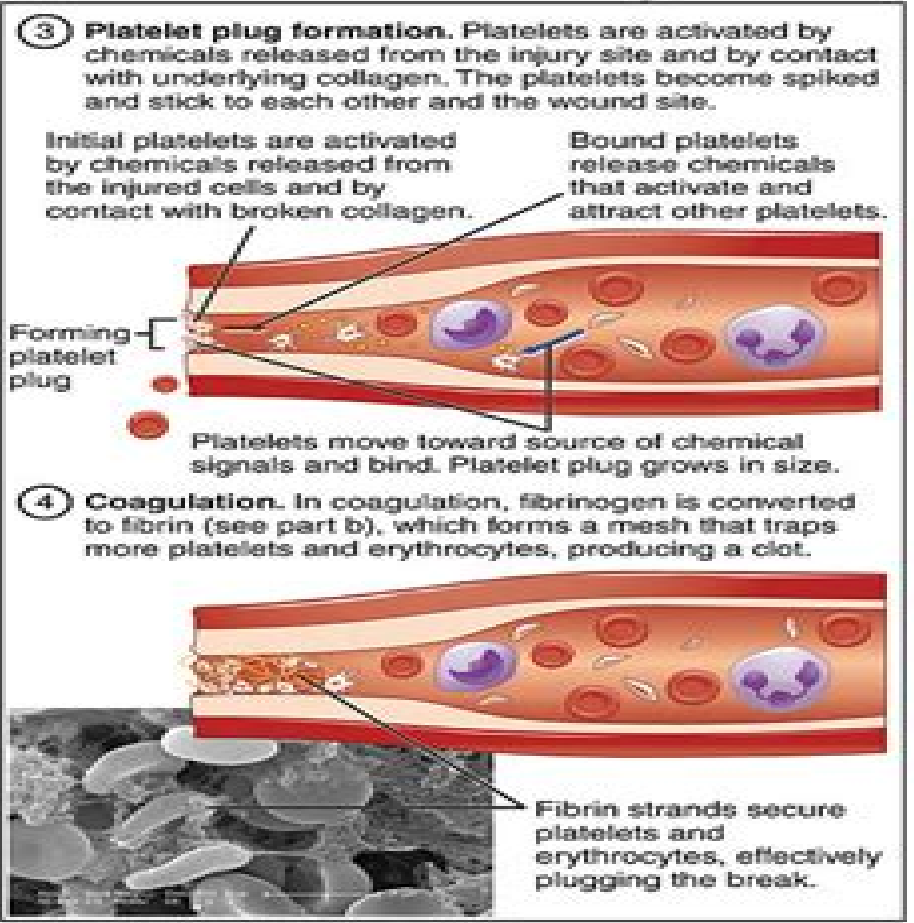 3 Platelet plug formation. Platelets are activated by
chemicals released from the injury site and by contact
with underlying collagen. The platelets become spiked
and stick to each other and the wound site.
Initial platelets are activated
by chemicals released from
the injured cells and by
contact with broken collagen.
Bound platelets
release chemicals
that activate and
attract other platelets.
Forming
platelet
plug
Platelets move toward source of chemical
signals and bind. Platelet plug grows in size.
4 Coagulation. In coagulation, fibrinogen is converted
to fibrin (see part b), which forms a mesh that traps
more platelets and erythrocytes, producing a clot.
Fibrin strands secure
platelets and
erythrocytes, effectively
plugging the break.